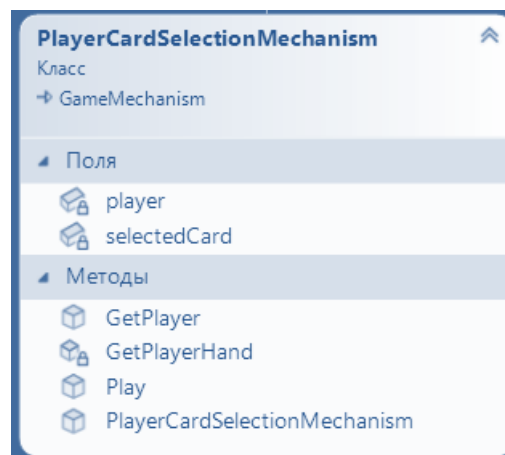 PlayerCardSelectionMechanism
Класс
GameMechanism
Поля
player
selectedCard
Методы
GetPlayer
GetPlayerHand
Play
PlayerCardSelectionMechanism